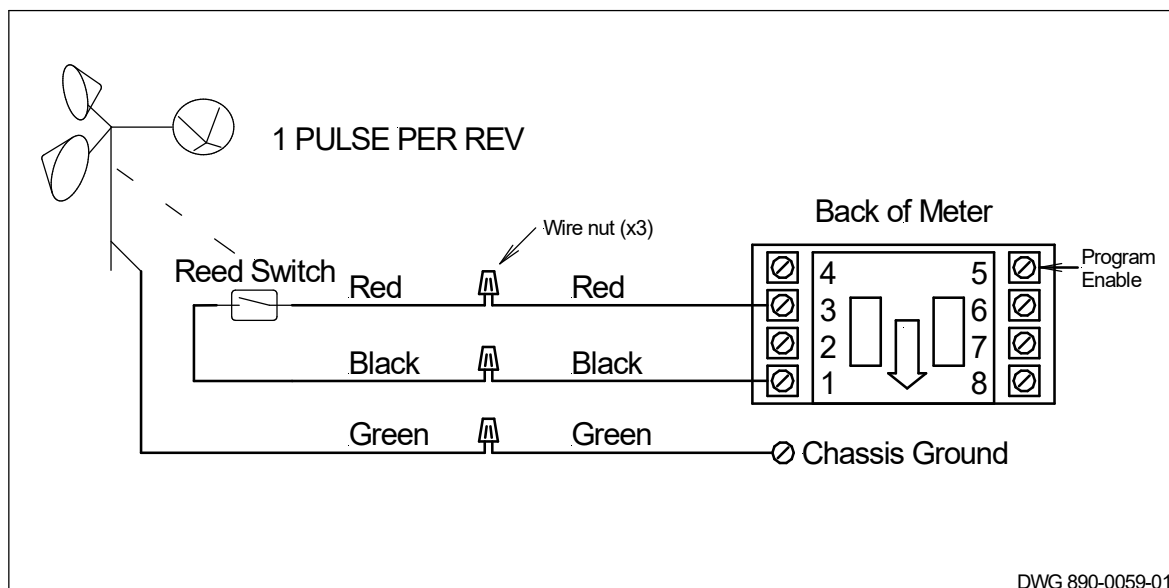 1 PULSE PER REV
Wire nut (x3)
Back of Meter
Reed Switch
Red
Red
Black
Black
Green
Green
4
3
2
1
5
6
7
8
Program
Enable
Chassis Ground
DWG 890-0059-01